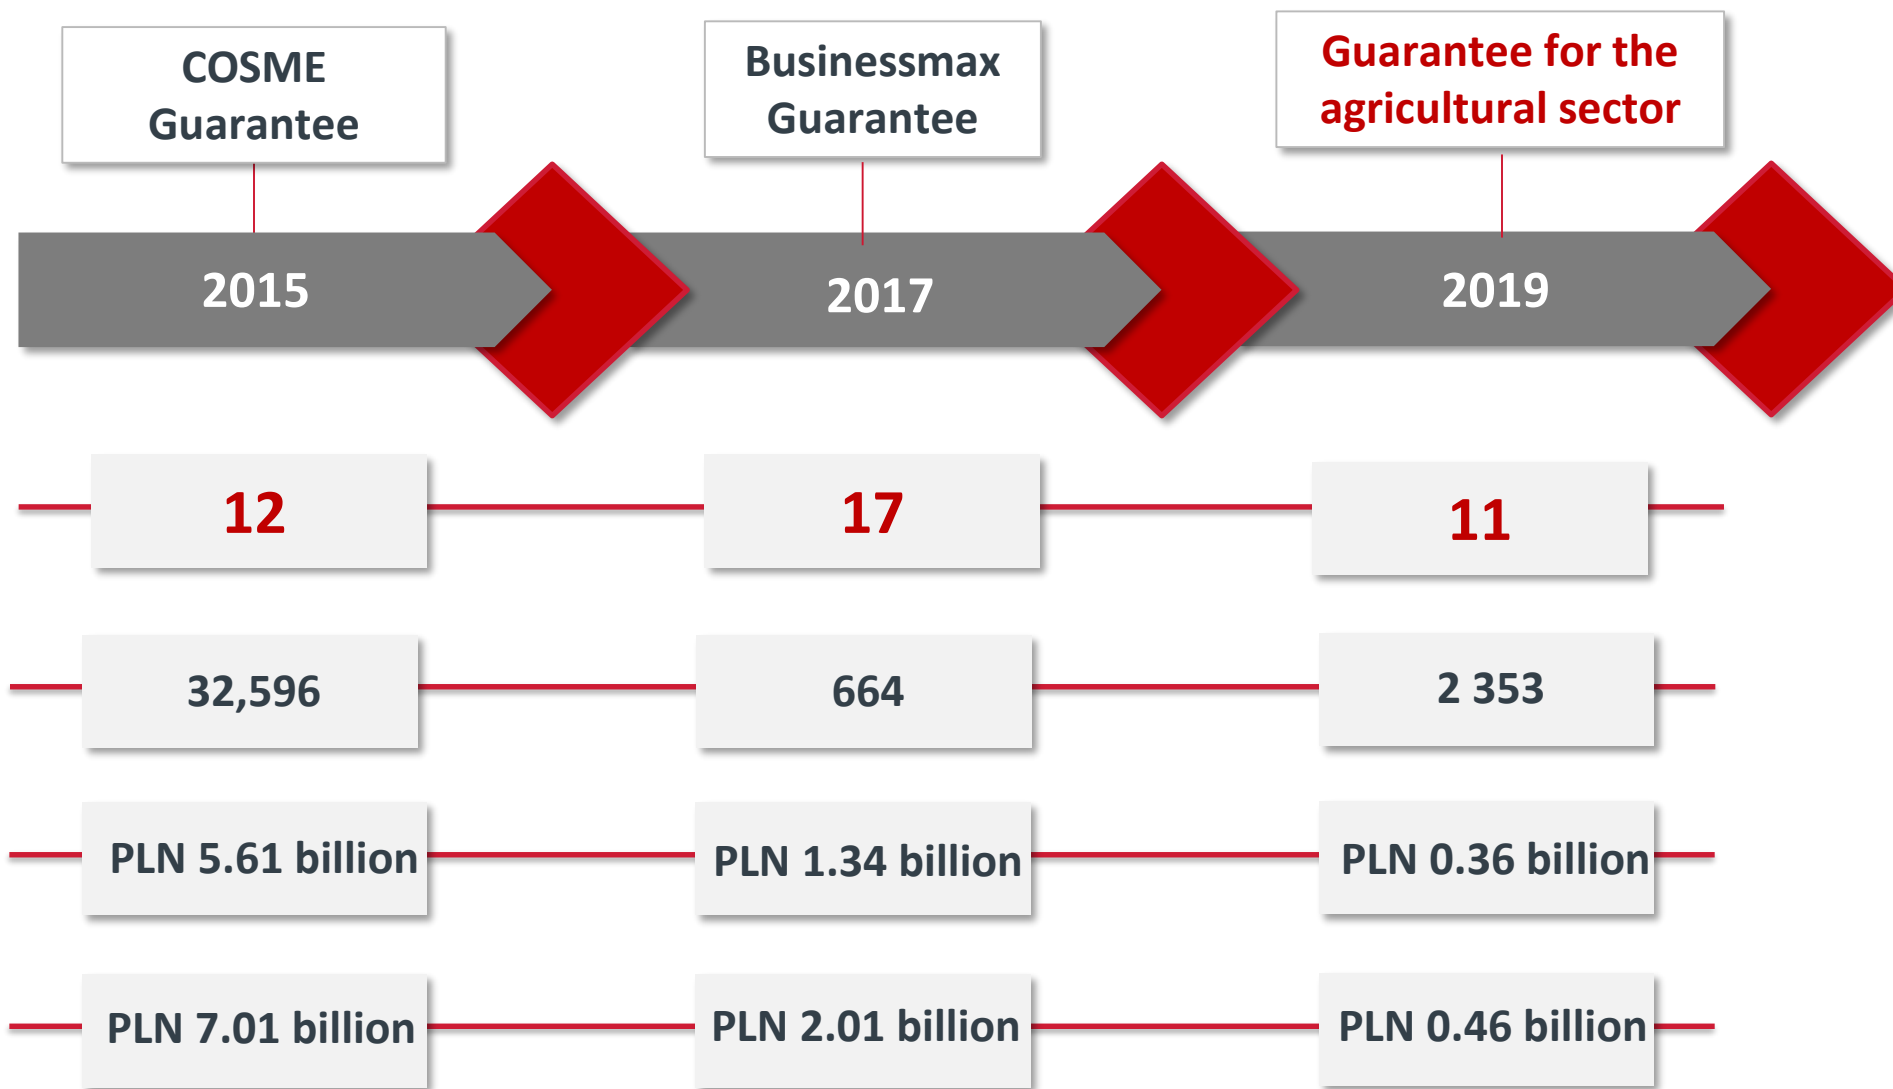 COSME
Guarantee
Businessmax
Guarantee
Guarantee for the
agricultural sector
2015
2017
2019
12
17
11
32,596
664
2 353
PLN 5.61 billion
PLN 1.34 billion
PLN 0.36 billion
PLN 7.01 billion
PLN 2.01 billion
PLN 0.46 billion